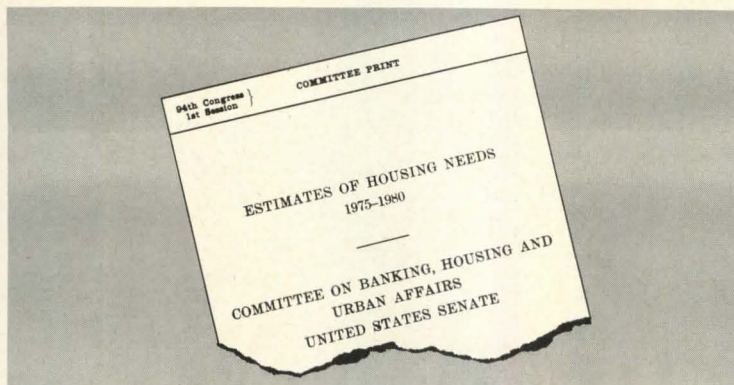 94th Congress }
1st Session
COMMITTEE PRINT
ESTIMATES OF HOUSING NEEDS
1975–1980
COMMITTEE ON BANKING, HOUSING AND
URBAN AFFAIRS
UNITED STATES SENATE